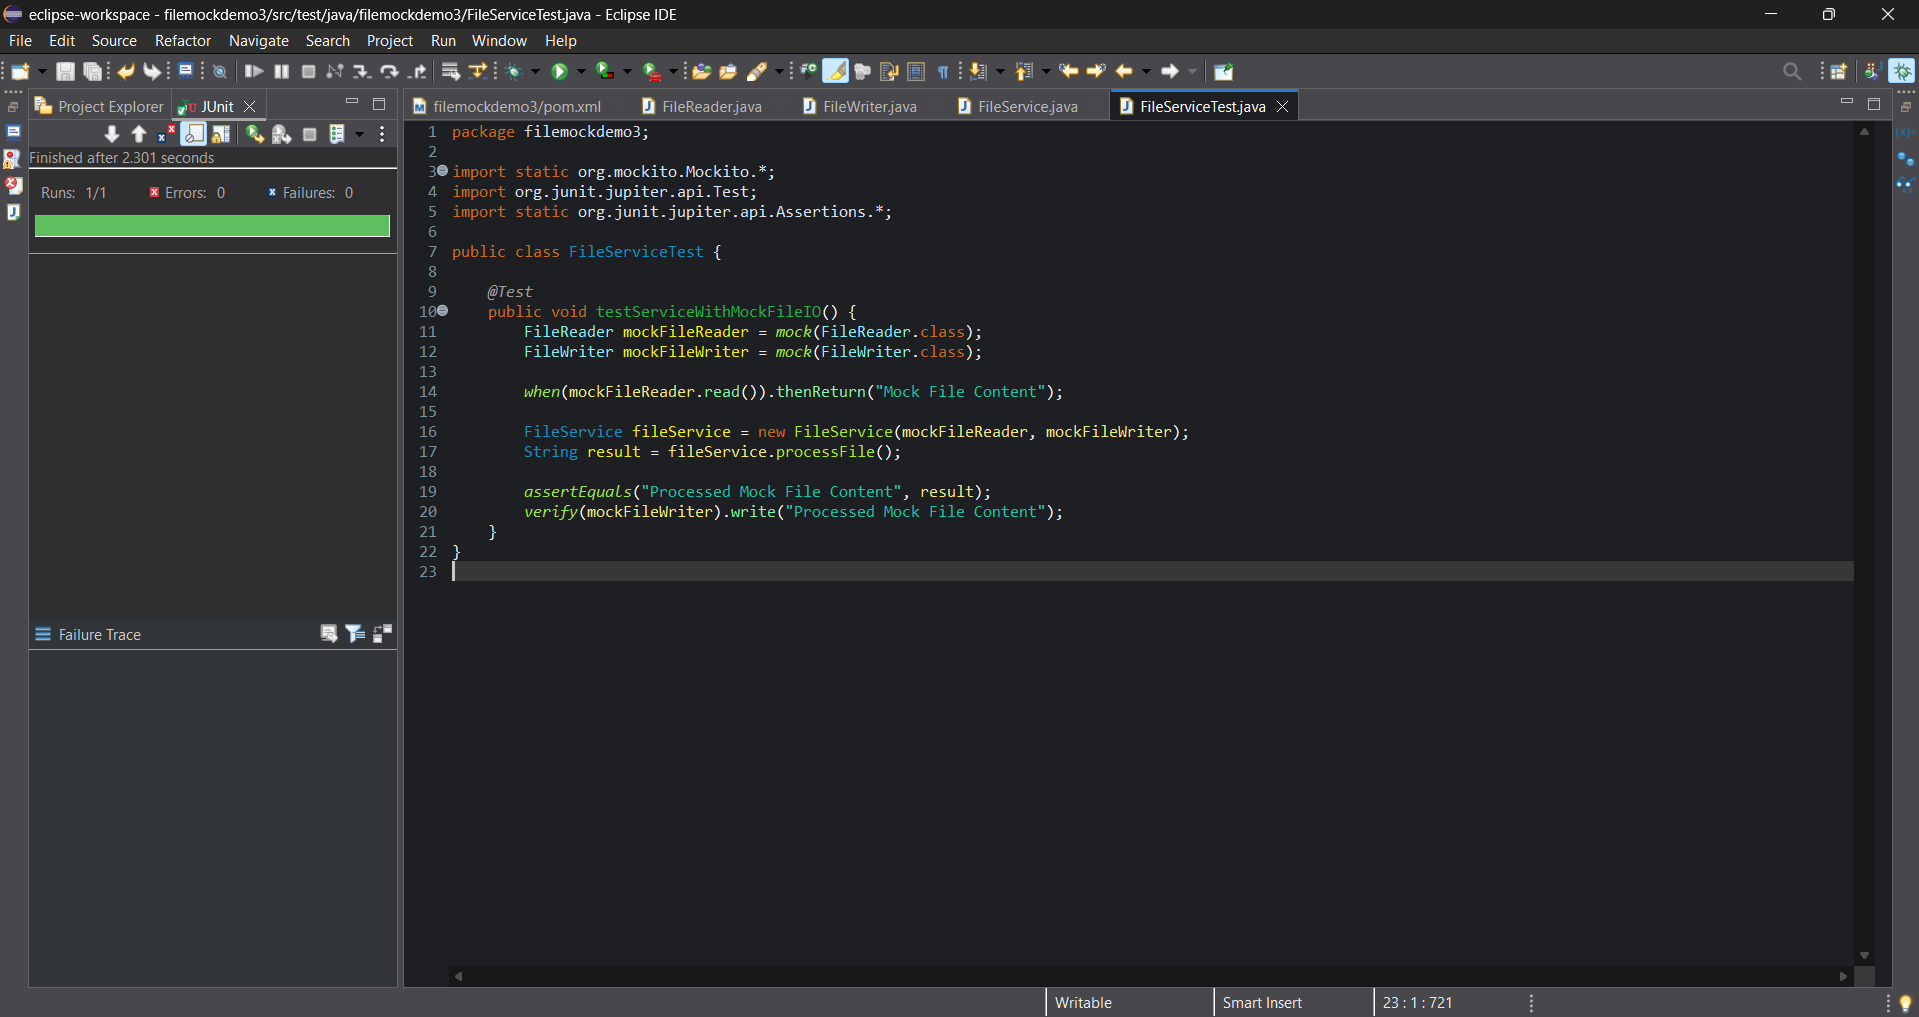 eclipse-workspace - filemockdemo3/src/test/java/filemockdemo3/FileServiceTest.java - Eclipse IDE
File Edit Source Refactor Navigate Search Project Run Window Help
Project Explorer JUnit
Finished after 2.301 seconds
Runs: 1/1 Errors: 0 Failures: 0
Failure Trace
filemockdemo3/pom.xml FileReader.java FileWriter.java FileService.java FileServiceTest.java
1 package filemockdemo3;
2
3 import static org.mockito.Mockito.*;
4 import org.junit.jupiter.api.Test;
5 import static org.junit.jupiter.api.Assertions.*;
6
7 public class FileServiceTest {
8
9 @Test
10 public void testServiceWithMockFileIO() {
11 FileReader mockFileReader = mock(FileReader.class);
12 FileWriter mockFileWriter = mock(FileWriter.class);
13
14 when(mockFileReader.read()).thenReturn("Mock File Content");
15
16 FileService fileService = new FileService(mockFileReader, mockFileWriter);
17 String result = fileService.processFile();
18
19 assertEquals("Processed Mock File Content", result);
20 verify(mockFileWriter).write("Processed Mock File Content");
21 }
22 }
23
Writable Smart Insert 23 : 1 : 721